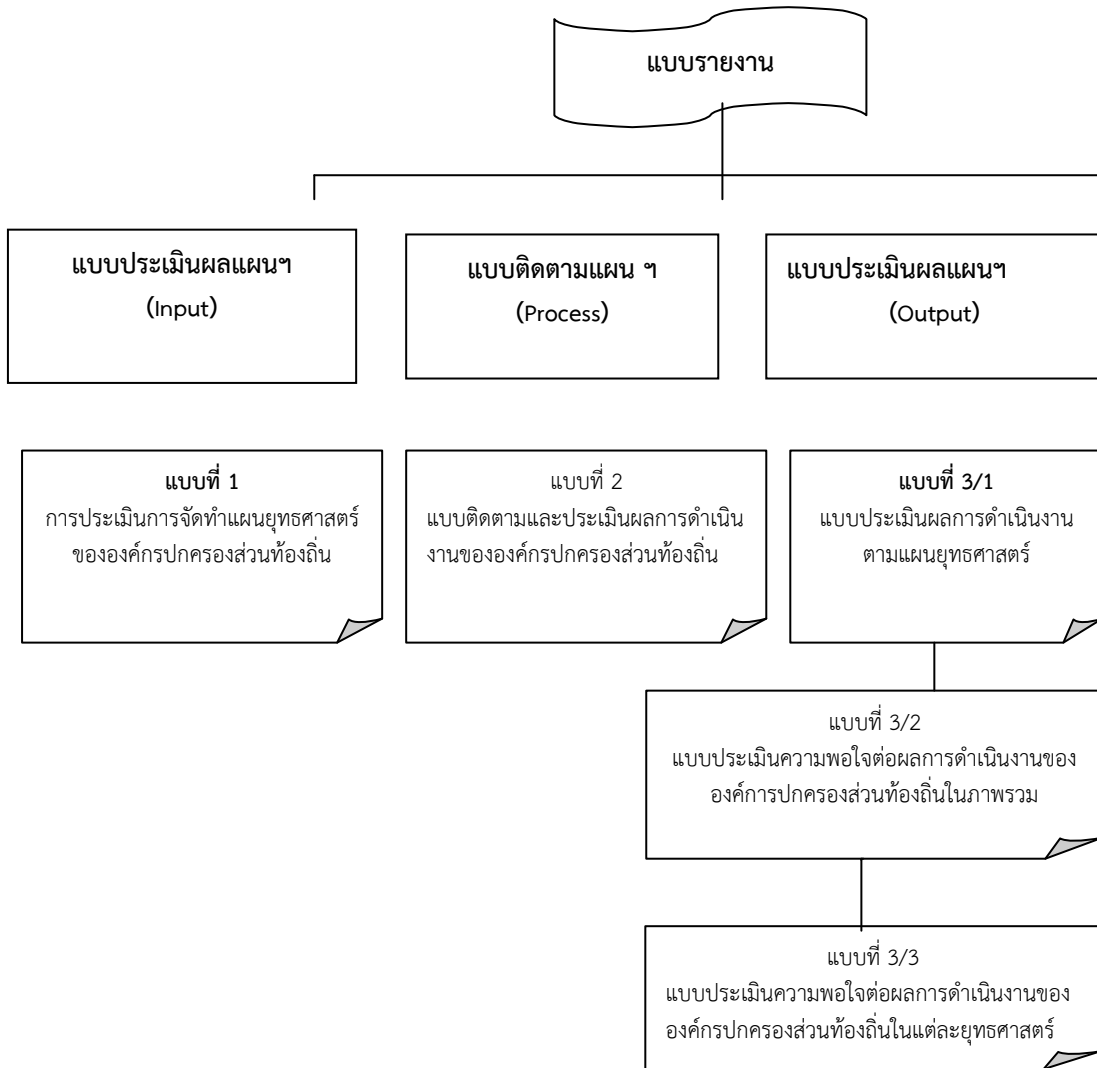 แบบรายงาน
แบบประเมินผลแผนฯ
(Input)
แบบติดตามแผน ฯ
(Process)
แบบประเมินผลแผนฯ
(Output)
แบบที่ 1
การประเมินการจัดทำแผนยุทธศาสตร์
ขององค์กรปกครองส่วนท้องถิ่น
แบบที่ 2
แบบติดตามและประเมินผลการดำเนิน
งานขององค์กรปกครองส่วนท้องถิ่น
แบบที่ 3/1
แบบประเมินผลการดำเนินงาน
ตามแผนยุทธศาสตร์
แบบที่ 3/2
แบบประเมินความพอใจต่อผลการดำเนินงานของ
องค์การปกครองส่วนท้องถิ่นในภาพรวม
แบบที่ 3/3
แบบประเมินความพอใจต่อผลการดำเนินงานของ
องค์กรปกครองส่วนท้องถิ่นในแต่ละยุทธศาสตร์